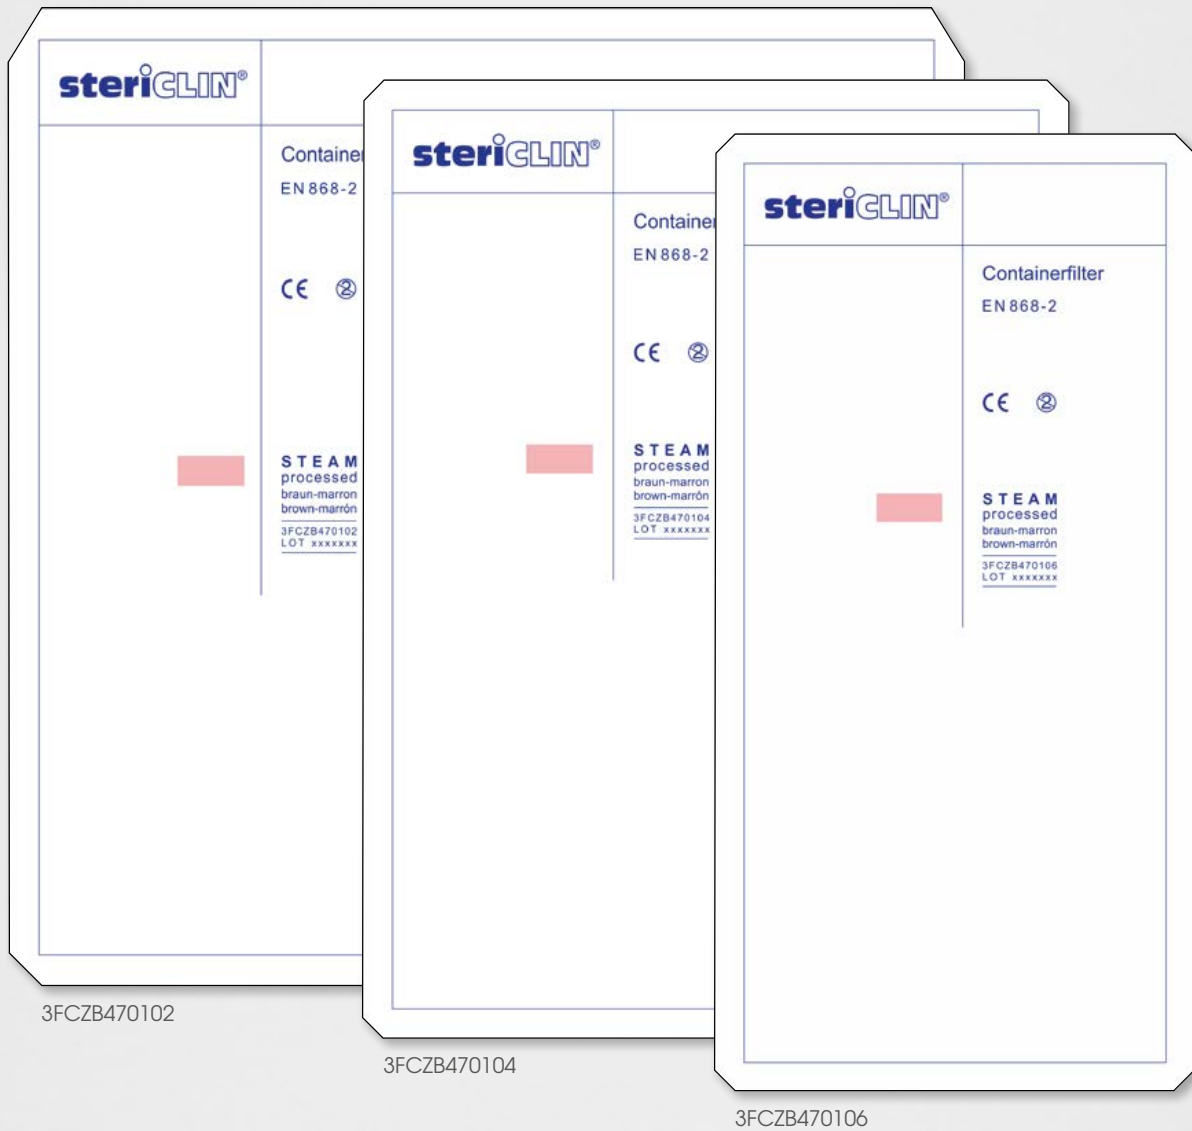 steriCLIN®
Container
EN 868-2
CE 2
STEAM
processed
braun-marron
brown-marrón
3FCZB470102
LOT xxxxxxx
3FCZB470102
steriCLIN®
Container
EN 868-2
CE 2
STEAM
processed
braun-marron
brown-marrón
3FCZB470104
LOT xxxxxxx
3FCZB470104
steriCLIN®
Containerfilter
EN 868-2
CE 2
STEAM
processed
braun-marron
brown-marrón
3FCZB470106
LOT xxxxxxx
3FCZB470106